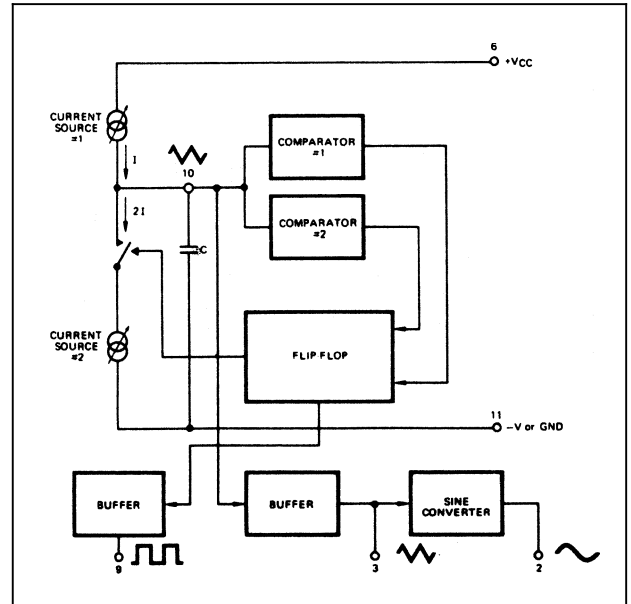 6
+VCC
CURRENT
SOURCE
#1
I
10
COMPARATOR
#1
2I
COMPARATOR
#2
C
CURRENT
SOURCE
#2
FLIP FLOP
11
−V or GND
BUFFER
BUFFER
SINE
CONVERTER
9
3
2